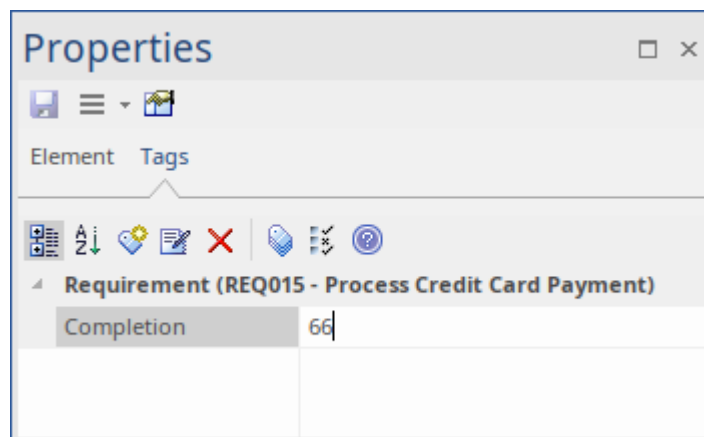 Properties
Element Tags
Requirement (REQ015 - Process Credit Card Payment)
Completion 66